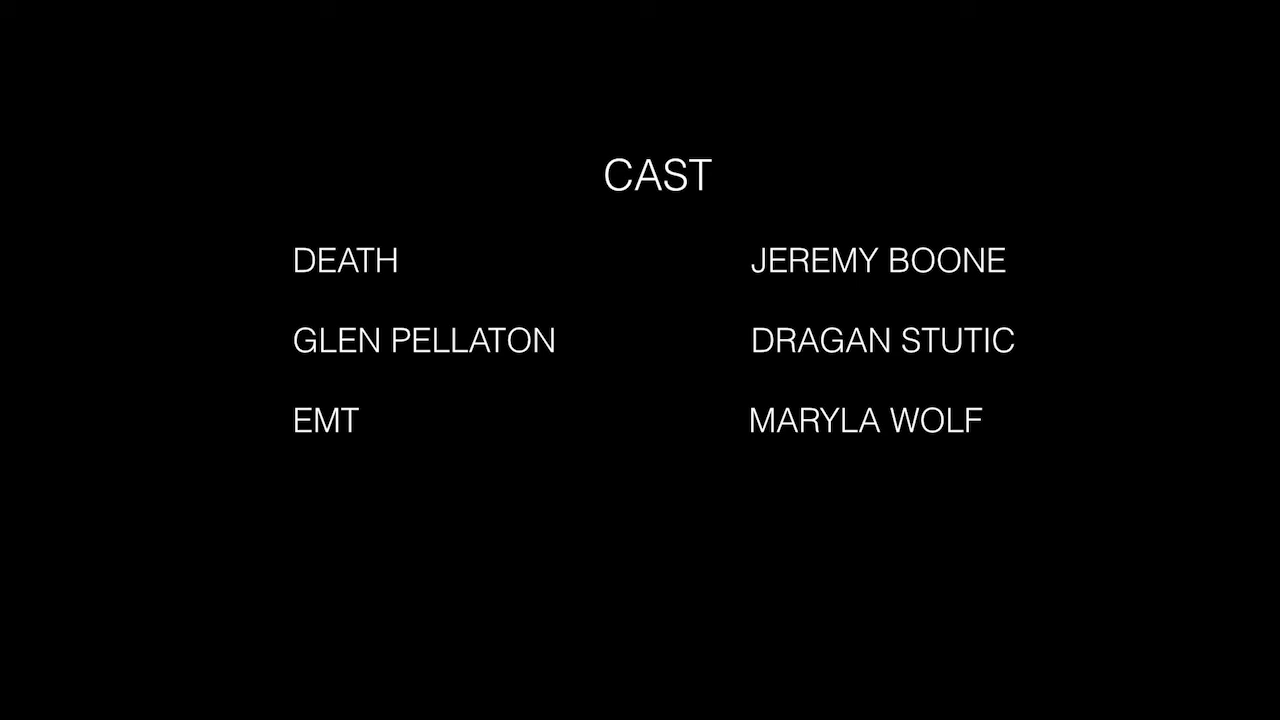 CAST
DEATH JEREMY BOONE
GLEN PELLATON DRAGAN STUTIC
EMT MARYLA WOLF